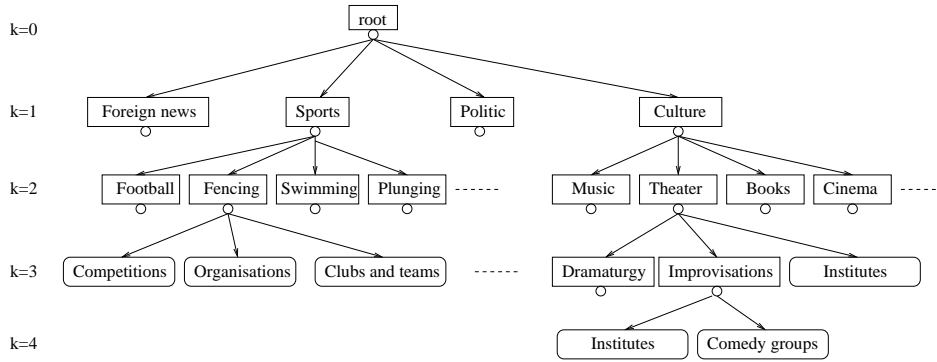 root
k=0
Foreign news Sports Politic Culture
k=1
Football Fencing Swimming Plunging Music Theater Books Cinema
k=2
Competitions Organisations Clubs and teams Dramaturgy Improvisations Institutes
k=3
Institutes Comedy groups
k=4